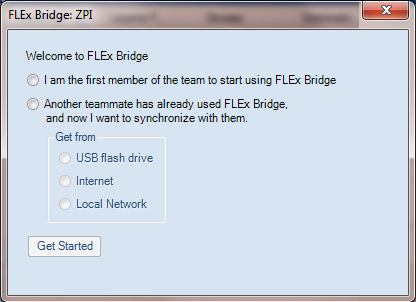 FLEx Bridge: ZPI
Welcome to FLEx Bridge
I am the first member of the team to start using FLEx Bridge
Another teammate has already used FLEx Bridge,
and now I want to synchronize with them.
Get from
USB flash drive
Internet
Local Network
Get Started